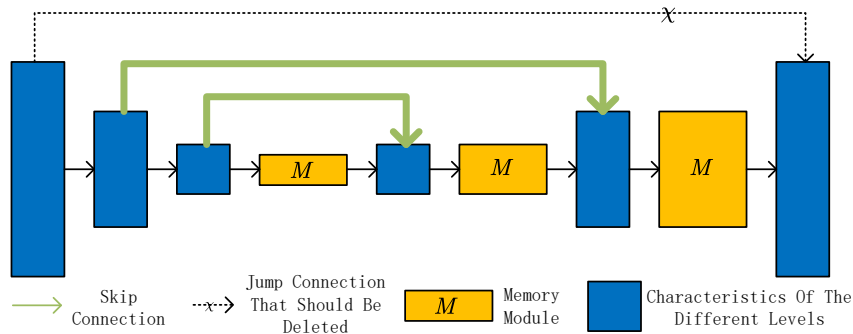 χ
M
M
M
Skip
Connection
χ
Jump Connection
That Should Be
Deleted
M
Memory
Module
Characteristics Of The
Different Levels